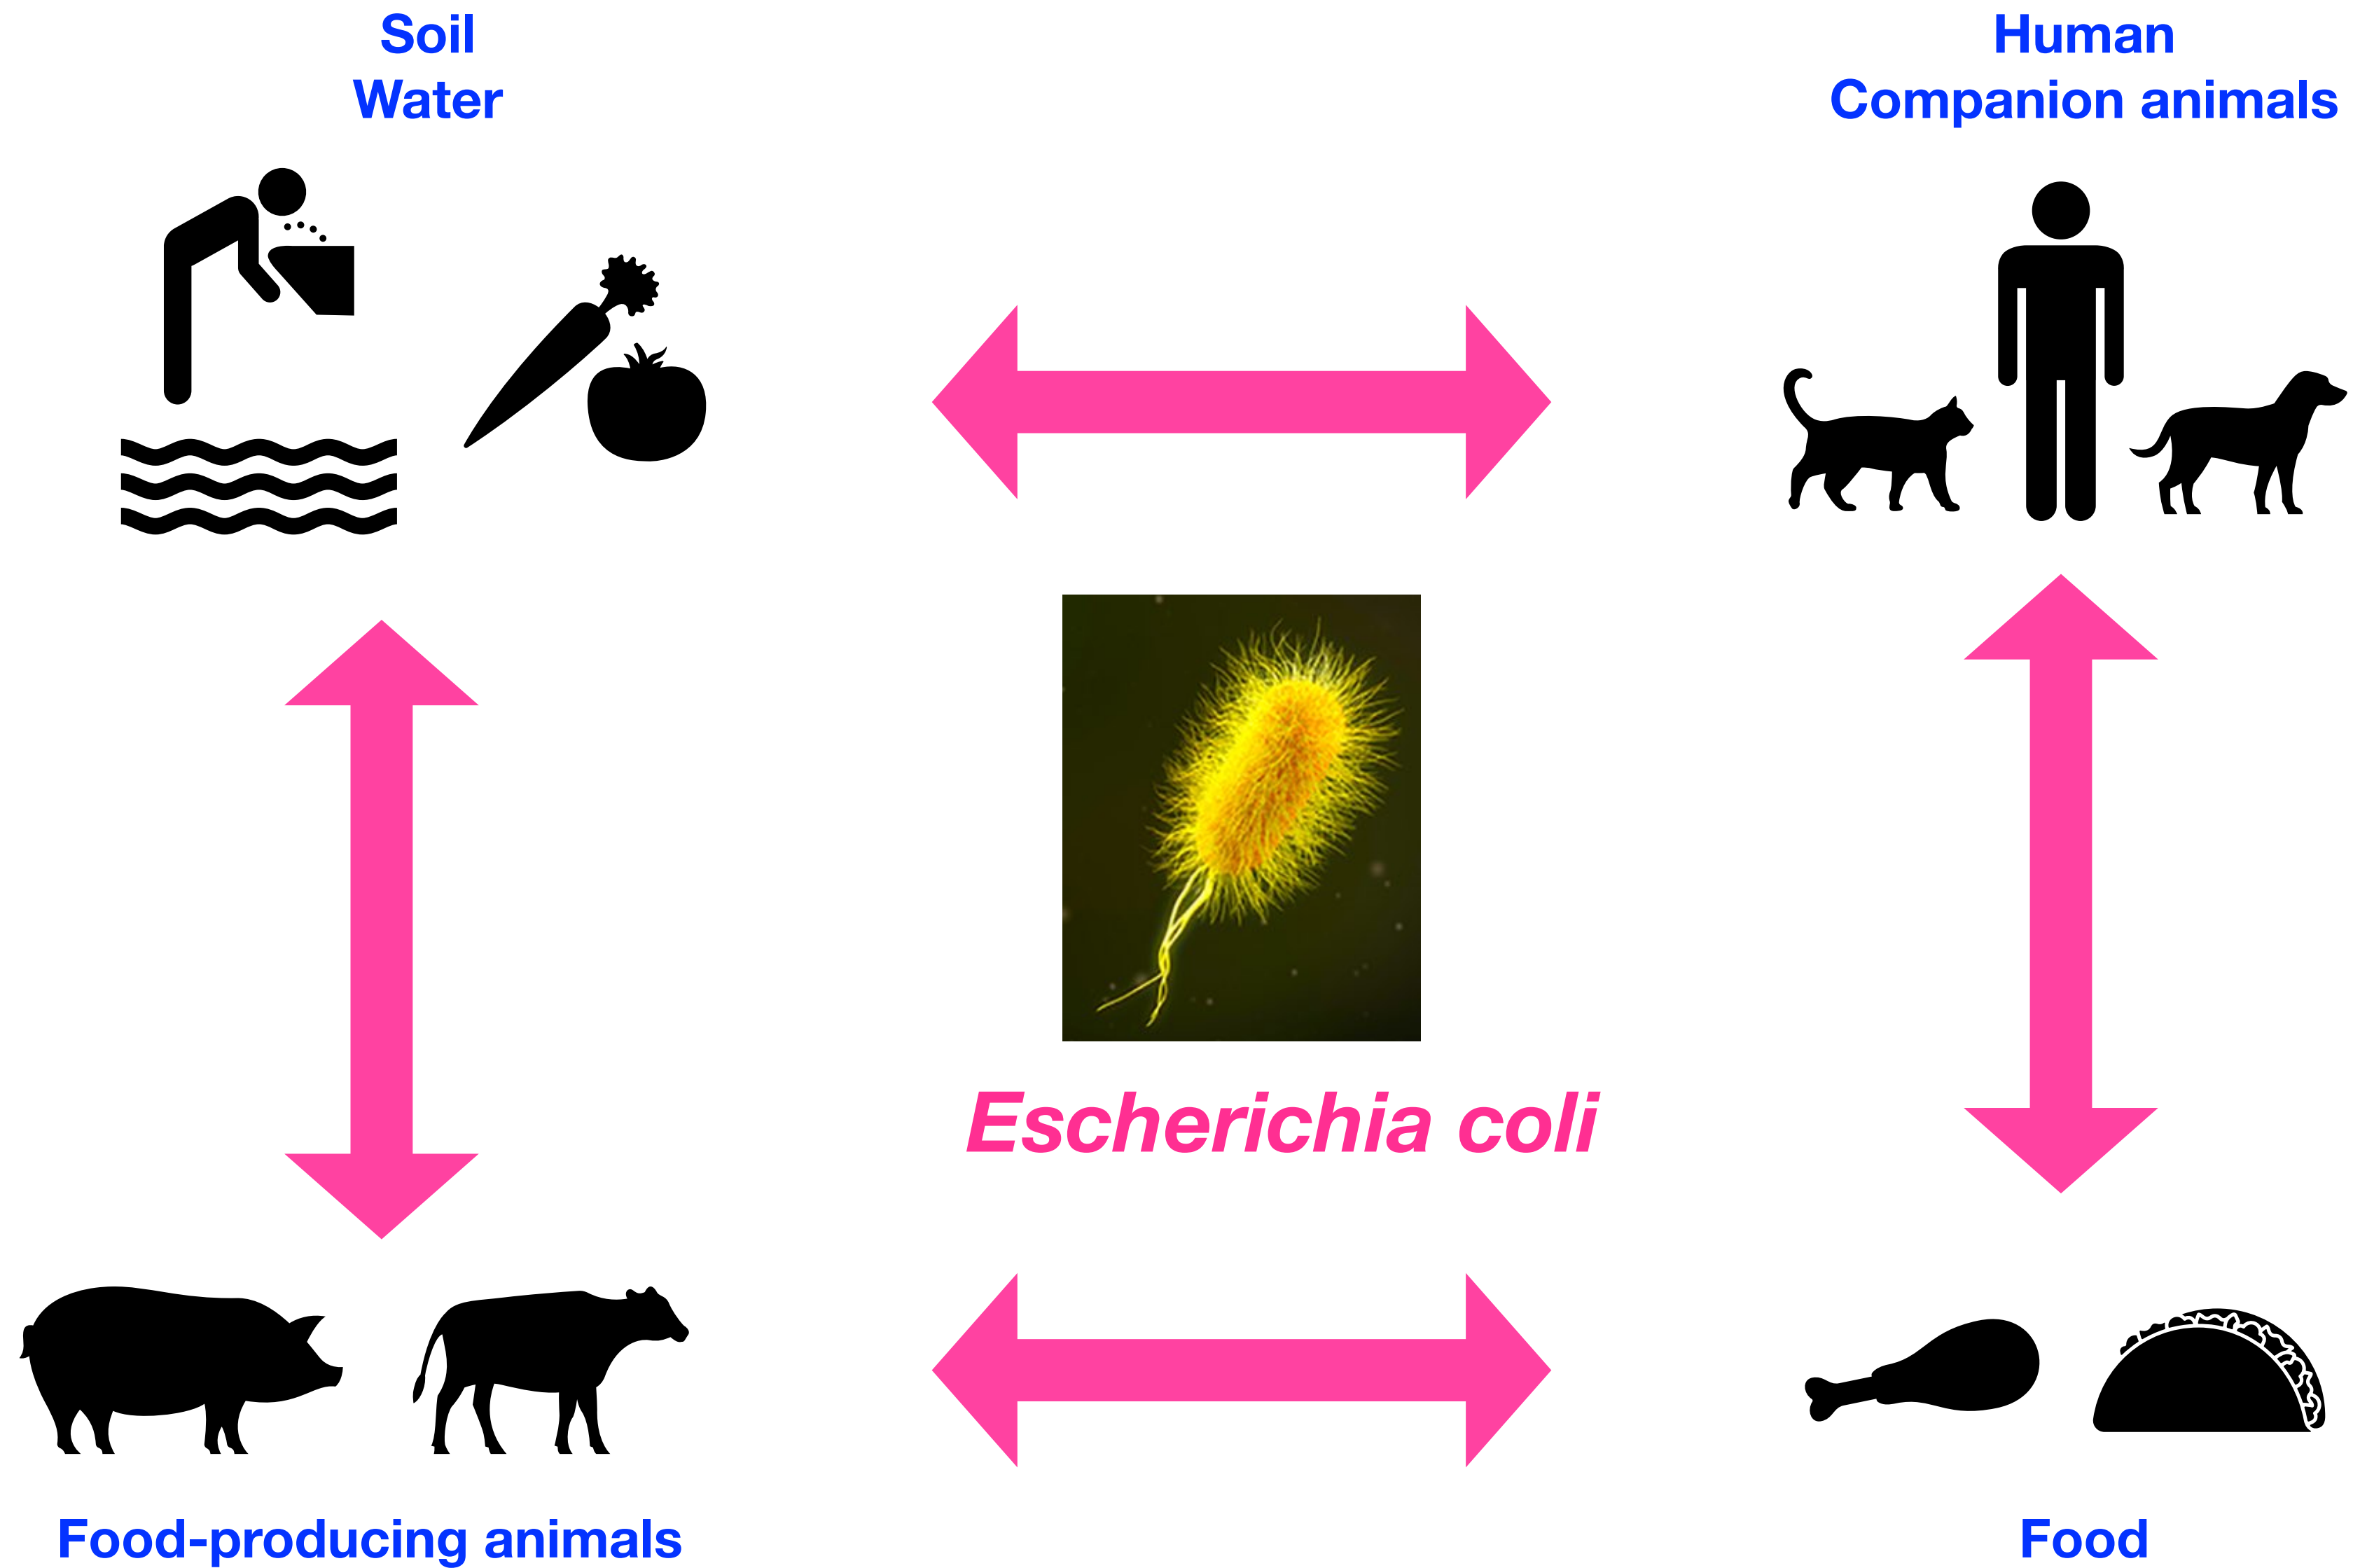 Soil
Water
Human
Companion animals
Escherichia coli
Food-producing animals
Food